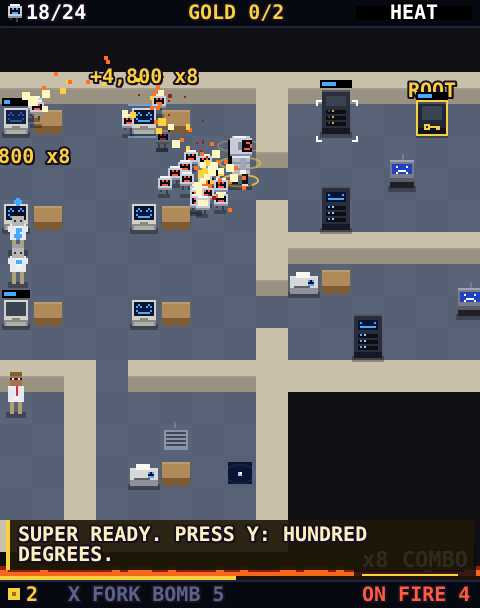 18/24 GOLD 0/2 HEAT
+4,800 x8
ROOT
800 x8
SUPER READY. PRESS Y: HUNDRED
DEGREES.
x8 COMBO
2 X FORK BOMB 5 ON FIRE 4